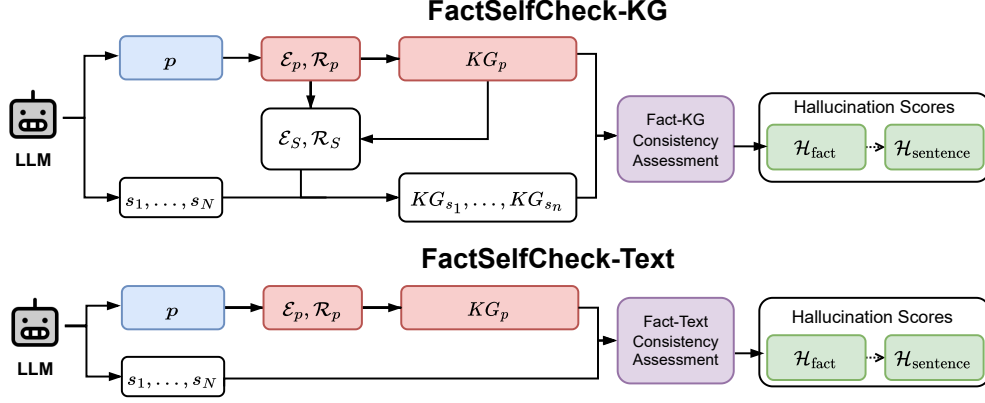 FactSelfCheck-KG
p
ℰ_p, ℛ_p
KG_p
LLM
ℰ_S, ℛ_S
s_1, . . . , s_N
KG_{s_1}, . . . , KG_{s_n}
Fact-KG
Consistency
Assessment
Hallucination Scores
ℋ_fact
ℋ_sentence
FactSelfCheck-Text
p
ℰ_p, ℛ_p
KG_p
LLM
s_1, . . . , s_N
Fact-Text
Consistency
Assessment
Hallucination Scores
ℋ_fact
ℋ_sentence